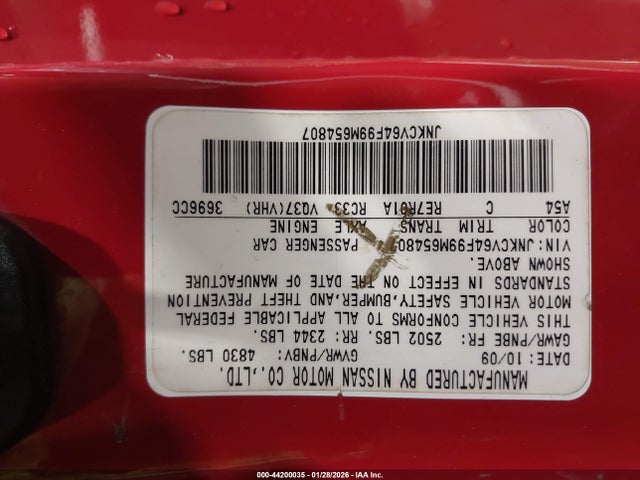 MANUFACTURED BY NISSAN MOTOR CO.,LTD.
DATE: 10/09 GVWR/PNBV: 4830 LBS.
GAWR/PNBE FR: 2502 LBS. RR: 2344 LBS.
THIS VEHICLE CONFORMS TO ALL APPLICABLE FEDERAL
MOTOR VEHICLE SAFETY,BUMPER,AND THEFT PREVENTION
STANDARDS IN EFFECT ON THE DATE OF MANUFACTURE
SHOWN ABOVE.
VIN: JNKCV64F99M654807 PASSENGER CAR
COLOR TRIM TRANS AXLE ENGINE
A54 C RE7R01A RC33 VQ37(VHR) 3696CC
JNKCV64F99M654807
000-44200035 - 01/28/2026 - IAA Inc.